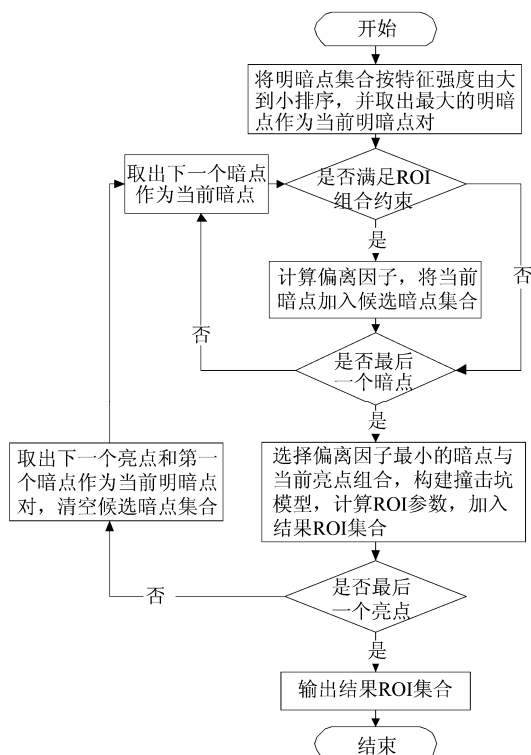 开始
将明暗点集合按特征强度由大
到小排序，并取出最大的明暗
点作为当前明暗点对
取出下一个暗点
作为当前暗点
是否满足ROI
组合约束
是
否
计算偏离因子，将当前
暗点加入候选暗点集合
否
是否最后
一个暗点
是
取出下一个亮点和第一
个暗点作为当前明暗点
对，清空候选暗点集合
选择偏离因子最小的暗点与
当前亮点组合，构建撞击坑
模型，计算ROI参数，加入
结果ROI集合
否
是否最后
一个亮点
是
输出结果ROI集合
结束